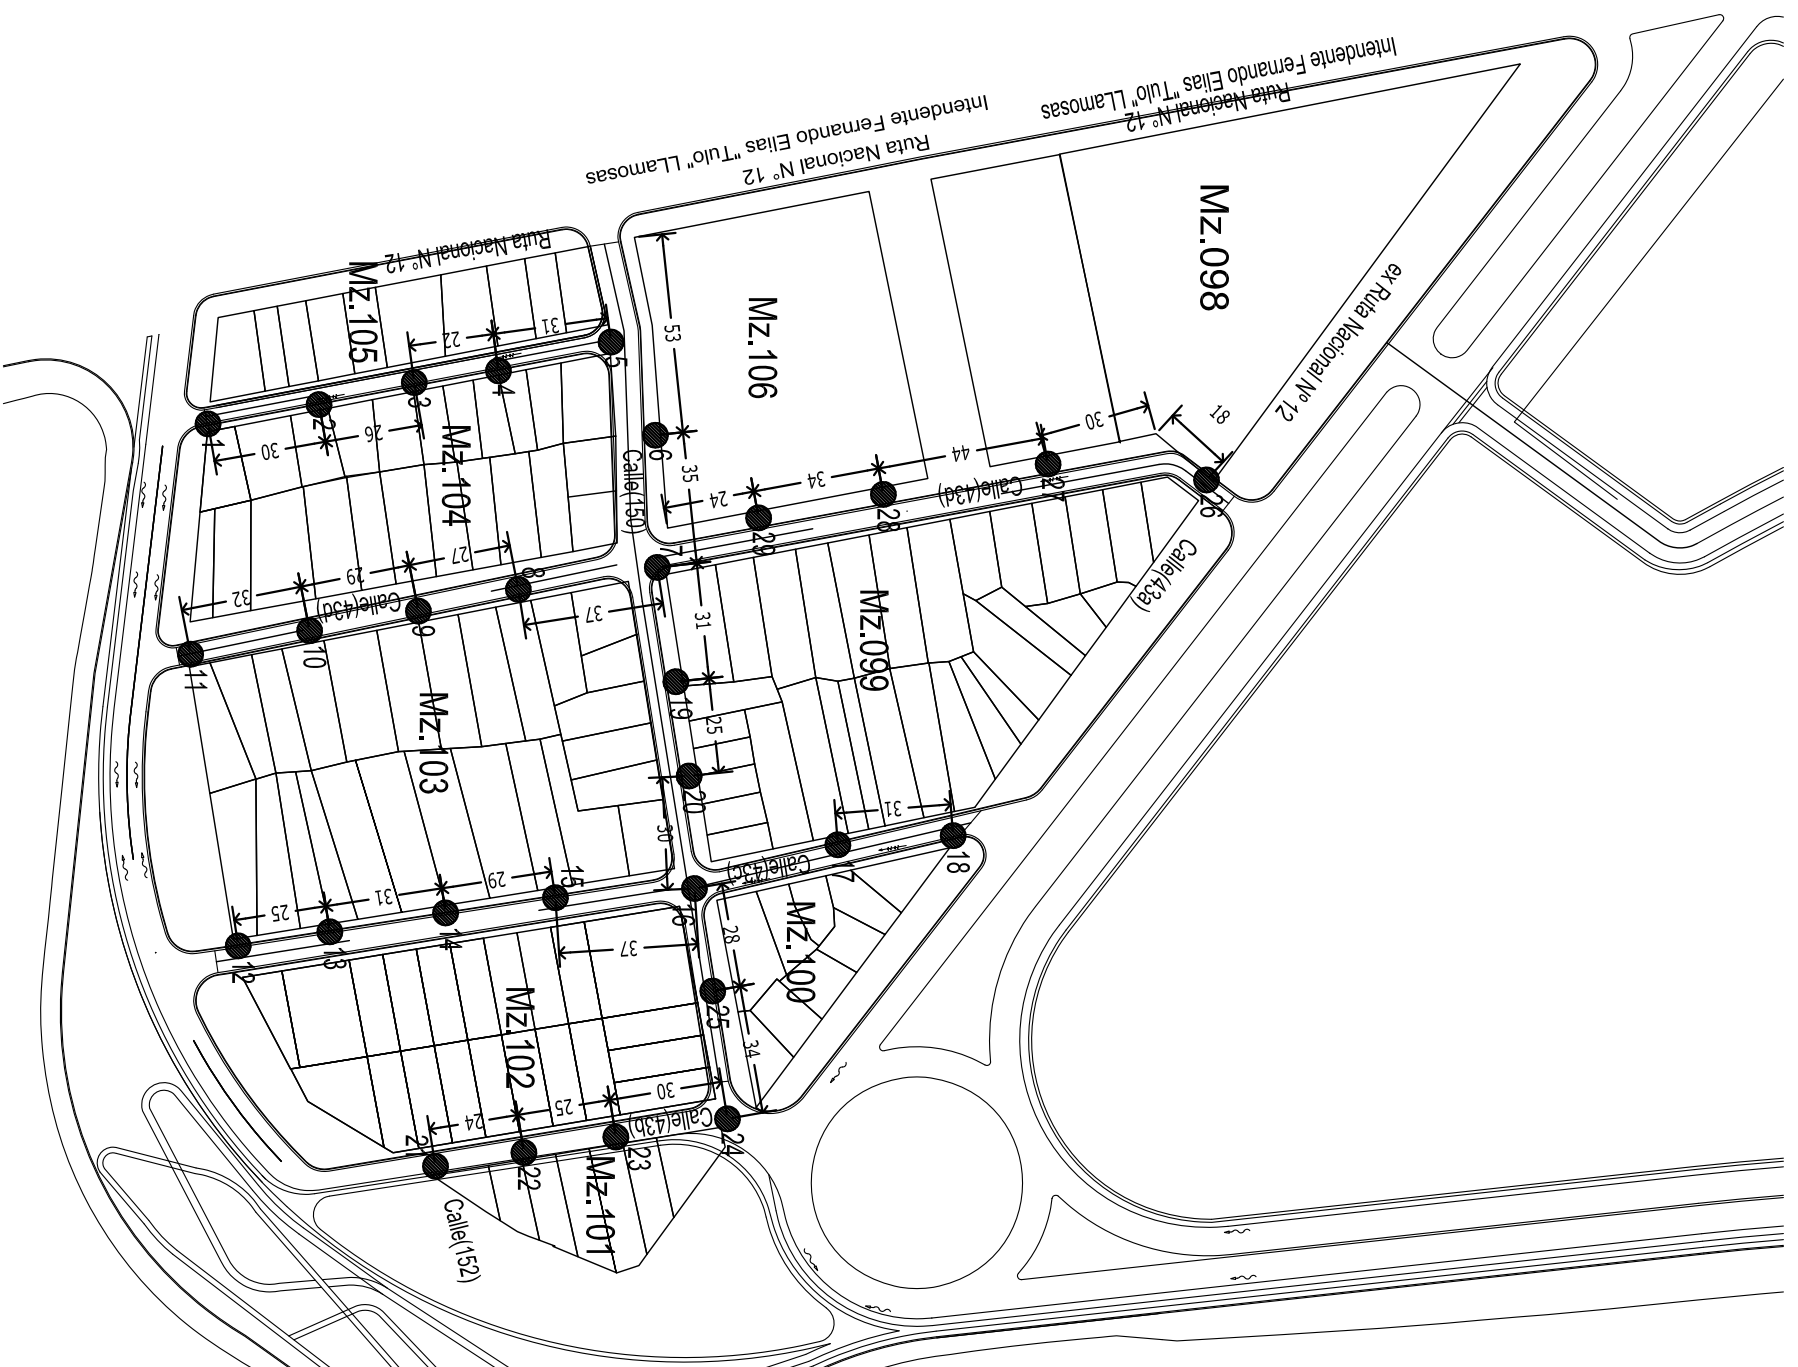 Intendente Fernando Elias "Tulo" LLamosas
Ruta Nacional N° 12
Intendente Fernando Elias "Tulo" LLamosas
Ruta Nacional N° 12
Ruta Nacional N° 12
ex Ruta Nacional N° 12
Mz.105
Mz.106
Mz.098
22
31
53
5
4
3
2
1
30
26
Mz.104
Calle(150)
6
35
24
34
44
30
18
29
28
27
26
Calle(43d)
7
27
29
32
8
9
10
11
Calle(43d)
37
31
Mz.099
Calle(43a)
19
25
20
Mz.103
30
31
17
18
Calle(43c)
15
29
31
25
14
13
12
16
37
28
Mz.100
25
34
Mz.102
30
25
24
Calle(43b)
24
23
22
21
Mz.101
Calle(152)